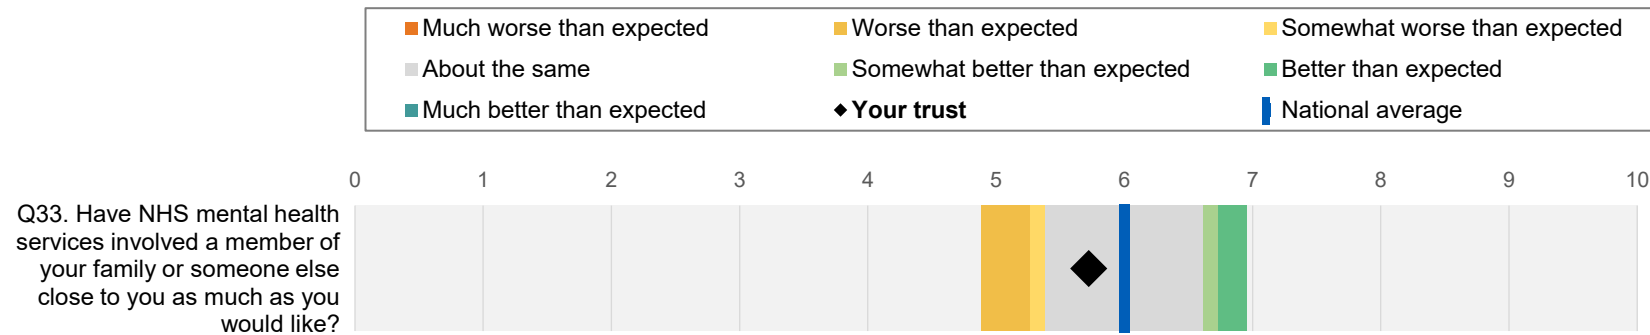 Much worse than expected Worse than expected Somewhat worse than expected
About the same Somewhat better than expected Better than expected
Much better than expected Your trust National average
0 1 2 3 4 5 6 7 8 9 10
Q33. Have NHS mental health
services involved a member of
your family or someone else
close to you as much as you
would like?